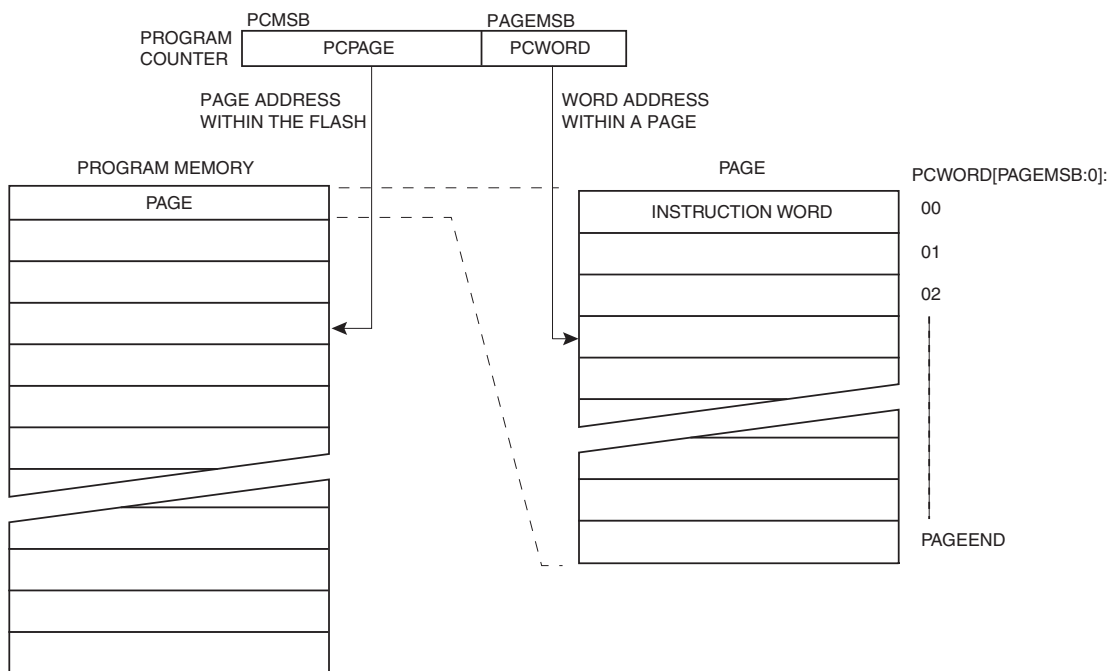 PCMSB
PAGEMSB
PROGRAM
COUNTER
PCPAGE
PCWORD
PAGE ADDRESS
WITHIN THE FLASH
WORD ADDRESS
WITHIN A PAGE
PROGRAM MEMORY
PAGE
PAGE
PCWORD[PAGEMSB:0]:
INSTRUCTION WORD
00
01
02
PAGEEND